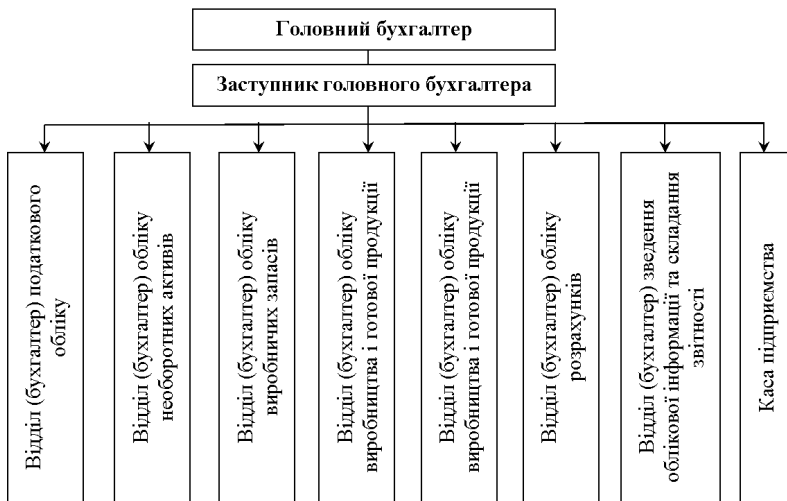 Головний бухгалтер
Заступник головного бухгалтера
Відділ (бухгалтер) податкового
обліку
Відділ (бухгалтер) обліку
необоротних активів
Відділ (бухгалтер) обліку
виробничих запасів
Відділ (бухгалтер) обліку
виробництва і готової продукції
Відділ (бухгалтер) обліку
виробництва і готової продукції
Відділ (бухгалтер) обліку
розрахунків
Відділ (бухгалтер) зведення
облікової інформації та складання
звітності
Каса підприємства